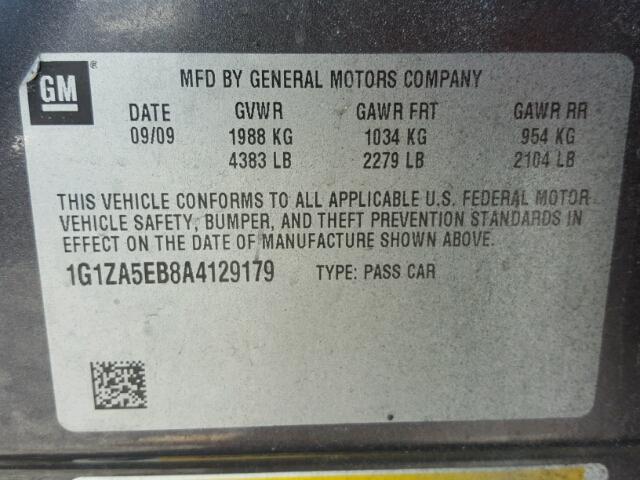 GM ®
MFD BY GENERAL MOTORS COMPANY
DATE GVWR GAWR FRT GAWR RR
09/09 1988 KG 1034 KG 954 KG
4383 LB 2279 LB 2104 LB
THIS VEHICLE CONFORMS TO ALL APPLICABLE U.S. FEDERAL MOTOR
VEHICLE SAFETY, BUMPER, AND THEFT PREVENTION STANDARDS IN
EFFECT ON THE DATE OF MANUFACTURE SHOWN ABOVE.
1G1ZA5EB8A4129179 TYPE: PASS CAR